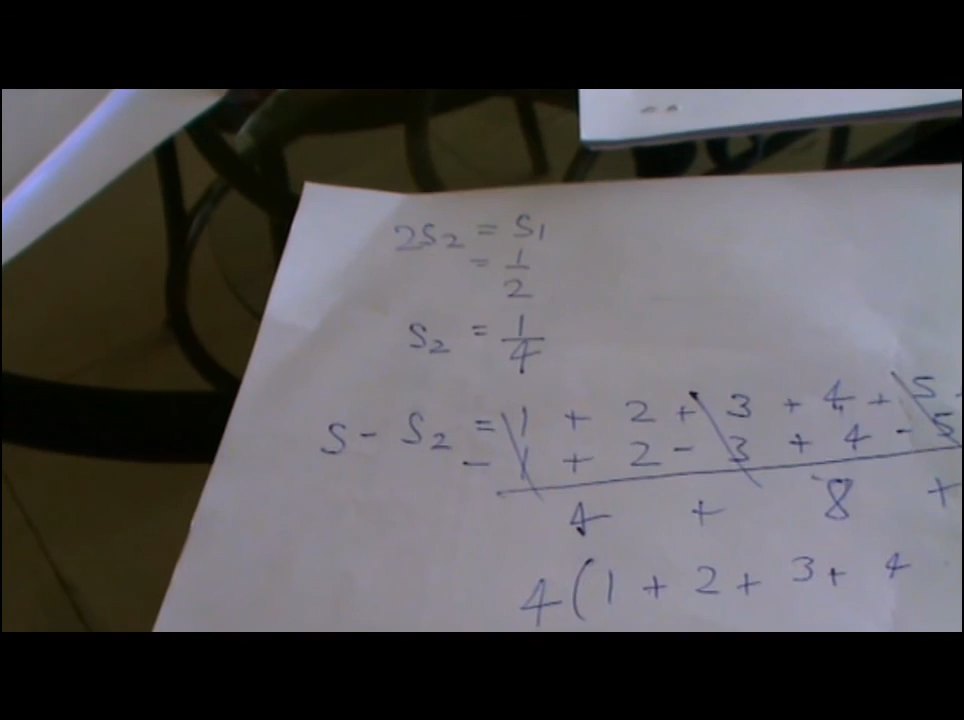 2S₂ = S₁
= 1/2
S₂ = 1/4
S - S₂ = 1 + 2 + 3 + 4 + 5
- 1 + 2 - 3 + 4 - 5
4 + 8 +
4(1 + 2 + 3 + 4